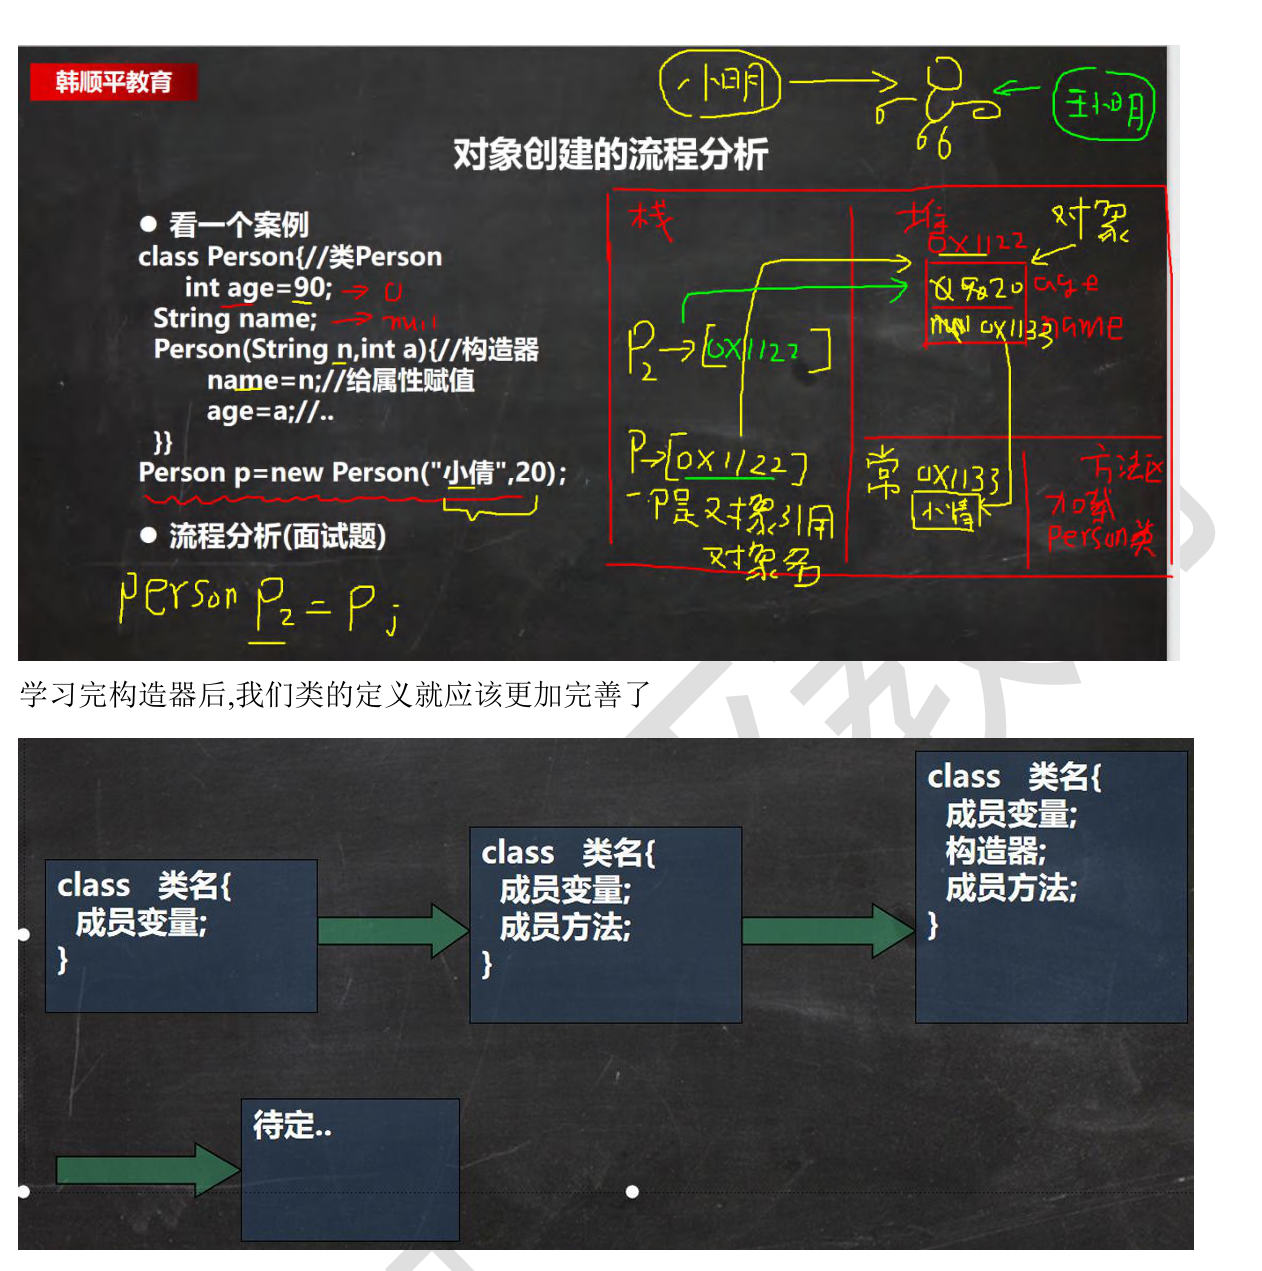 韩顺平教育
小明
王小明
对象创建的流程分析
● 看一个案例
class Person{//类Person
int age=90; → 0
String name; → null
Person(String n,int a){//构造器
name=n;//给属性赋值
age=a;//..
}}
Person p=new Person("小倩",20);
● 流程分析(面试题)
person p2 = p;
栈
P2→[0X1122]
P→[0X1122]
P是对象引用
对象名
堆
对象
0X1122
0 90 20 age
null 0X1133 name
常
0X1133
小倩
方法区
加载
Person类
学习完构造器后,我们类的定义就应该更加完善了
class 类名{
成员变量;
}
class 类名{
成员变量;
成员方法;
}
class 类名{
成员变量;
构造器;
成员方法;
}
待定..